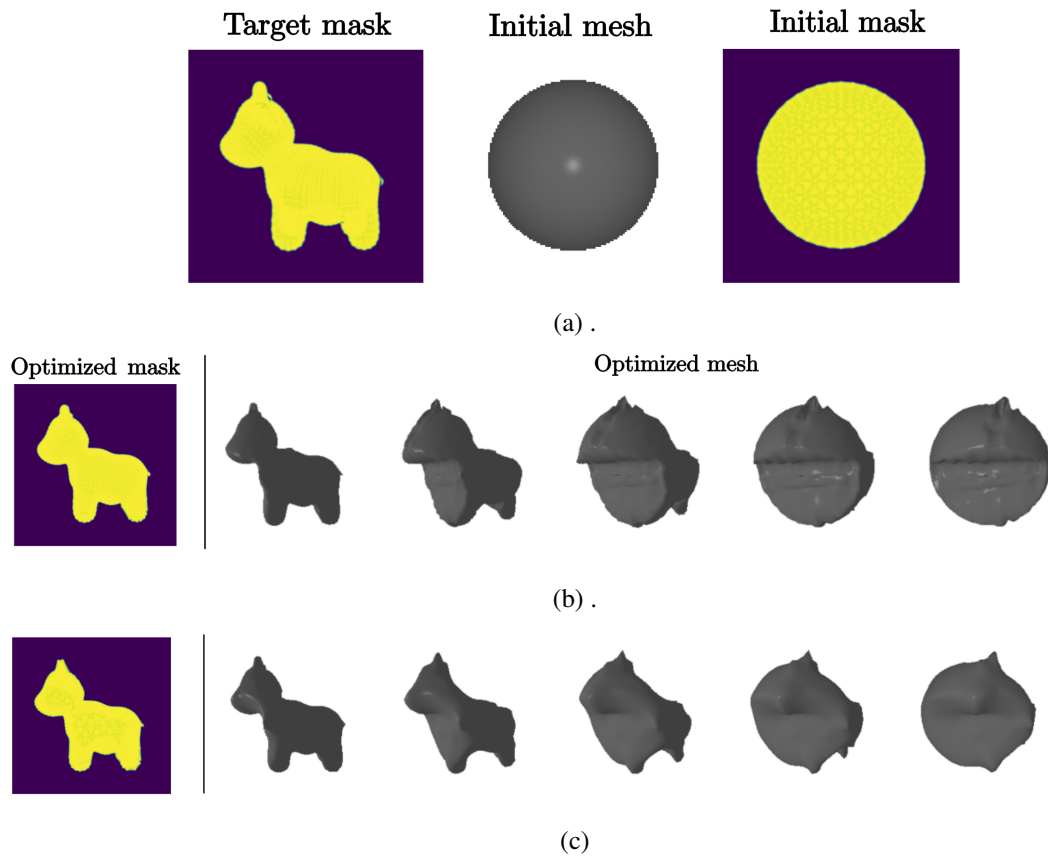 Target mask
Initial mesh
Initial mask
(a) .
Optimized mask
Optimized mesh
(b) .
(c)